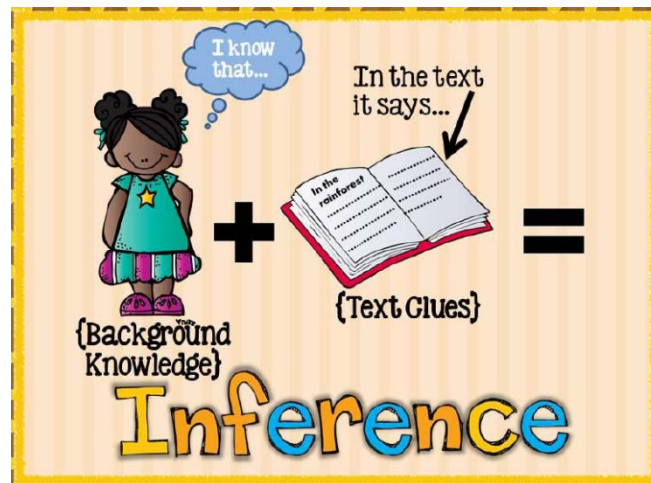 I know
that...
In the text
it says...
In the
rainforest
+
=
{Text Clues}
{Background
Knowledge}
Inference